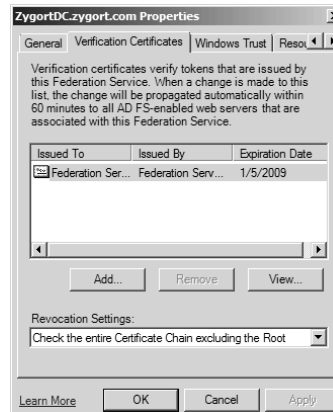 ZygortDC.zygort.com Properties
General Verification Certificates Windows Trust Resou
Verification certificates verify tokens that are issued by
this Federation Service. When a change is made to this
list, the change will be propagated automatically within
60 minutes to all AD FS-enabled web servers that are
associated with this Federation Service.
Issued To Issued By Expiration Date
Federation Ser... Federation Serv... 1/5/2009
Add... Remove View...
Revocation Settings:
Check the entire Certificate Chain excluding the Root
Learn More OK Cancel Apply